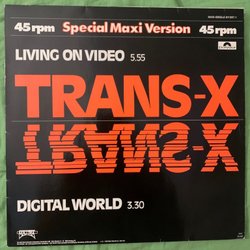 45 rpm Special Maxi Version 45 rpm
LIVING ON VIDEO 5.55
TRANS-X
TRANS-X
DIGITAL WORLD 3.30